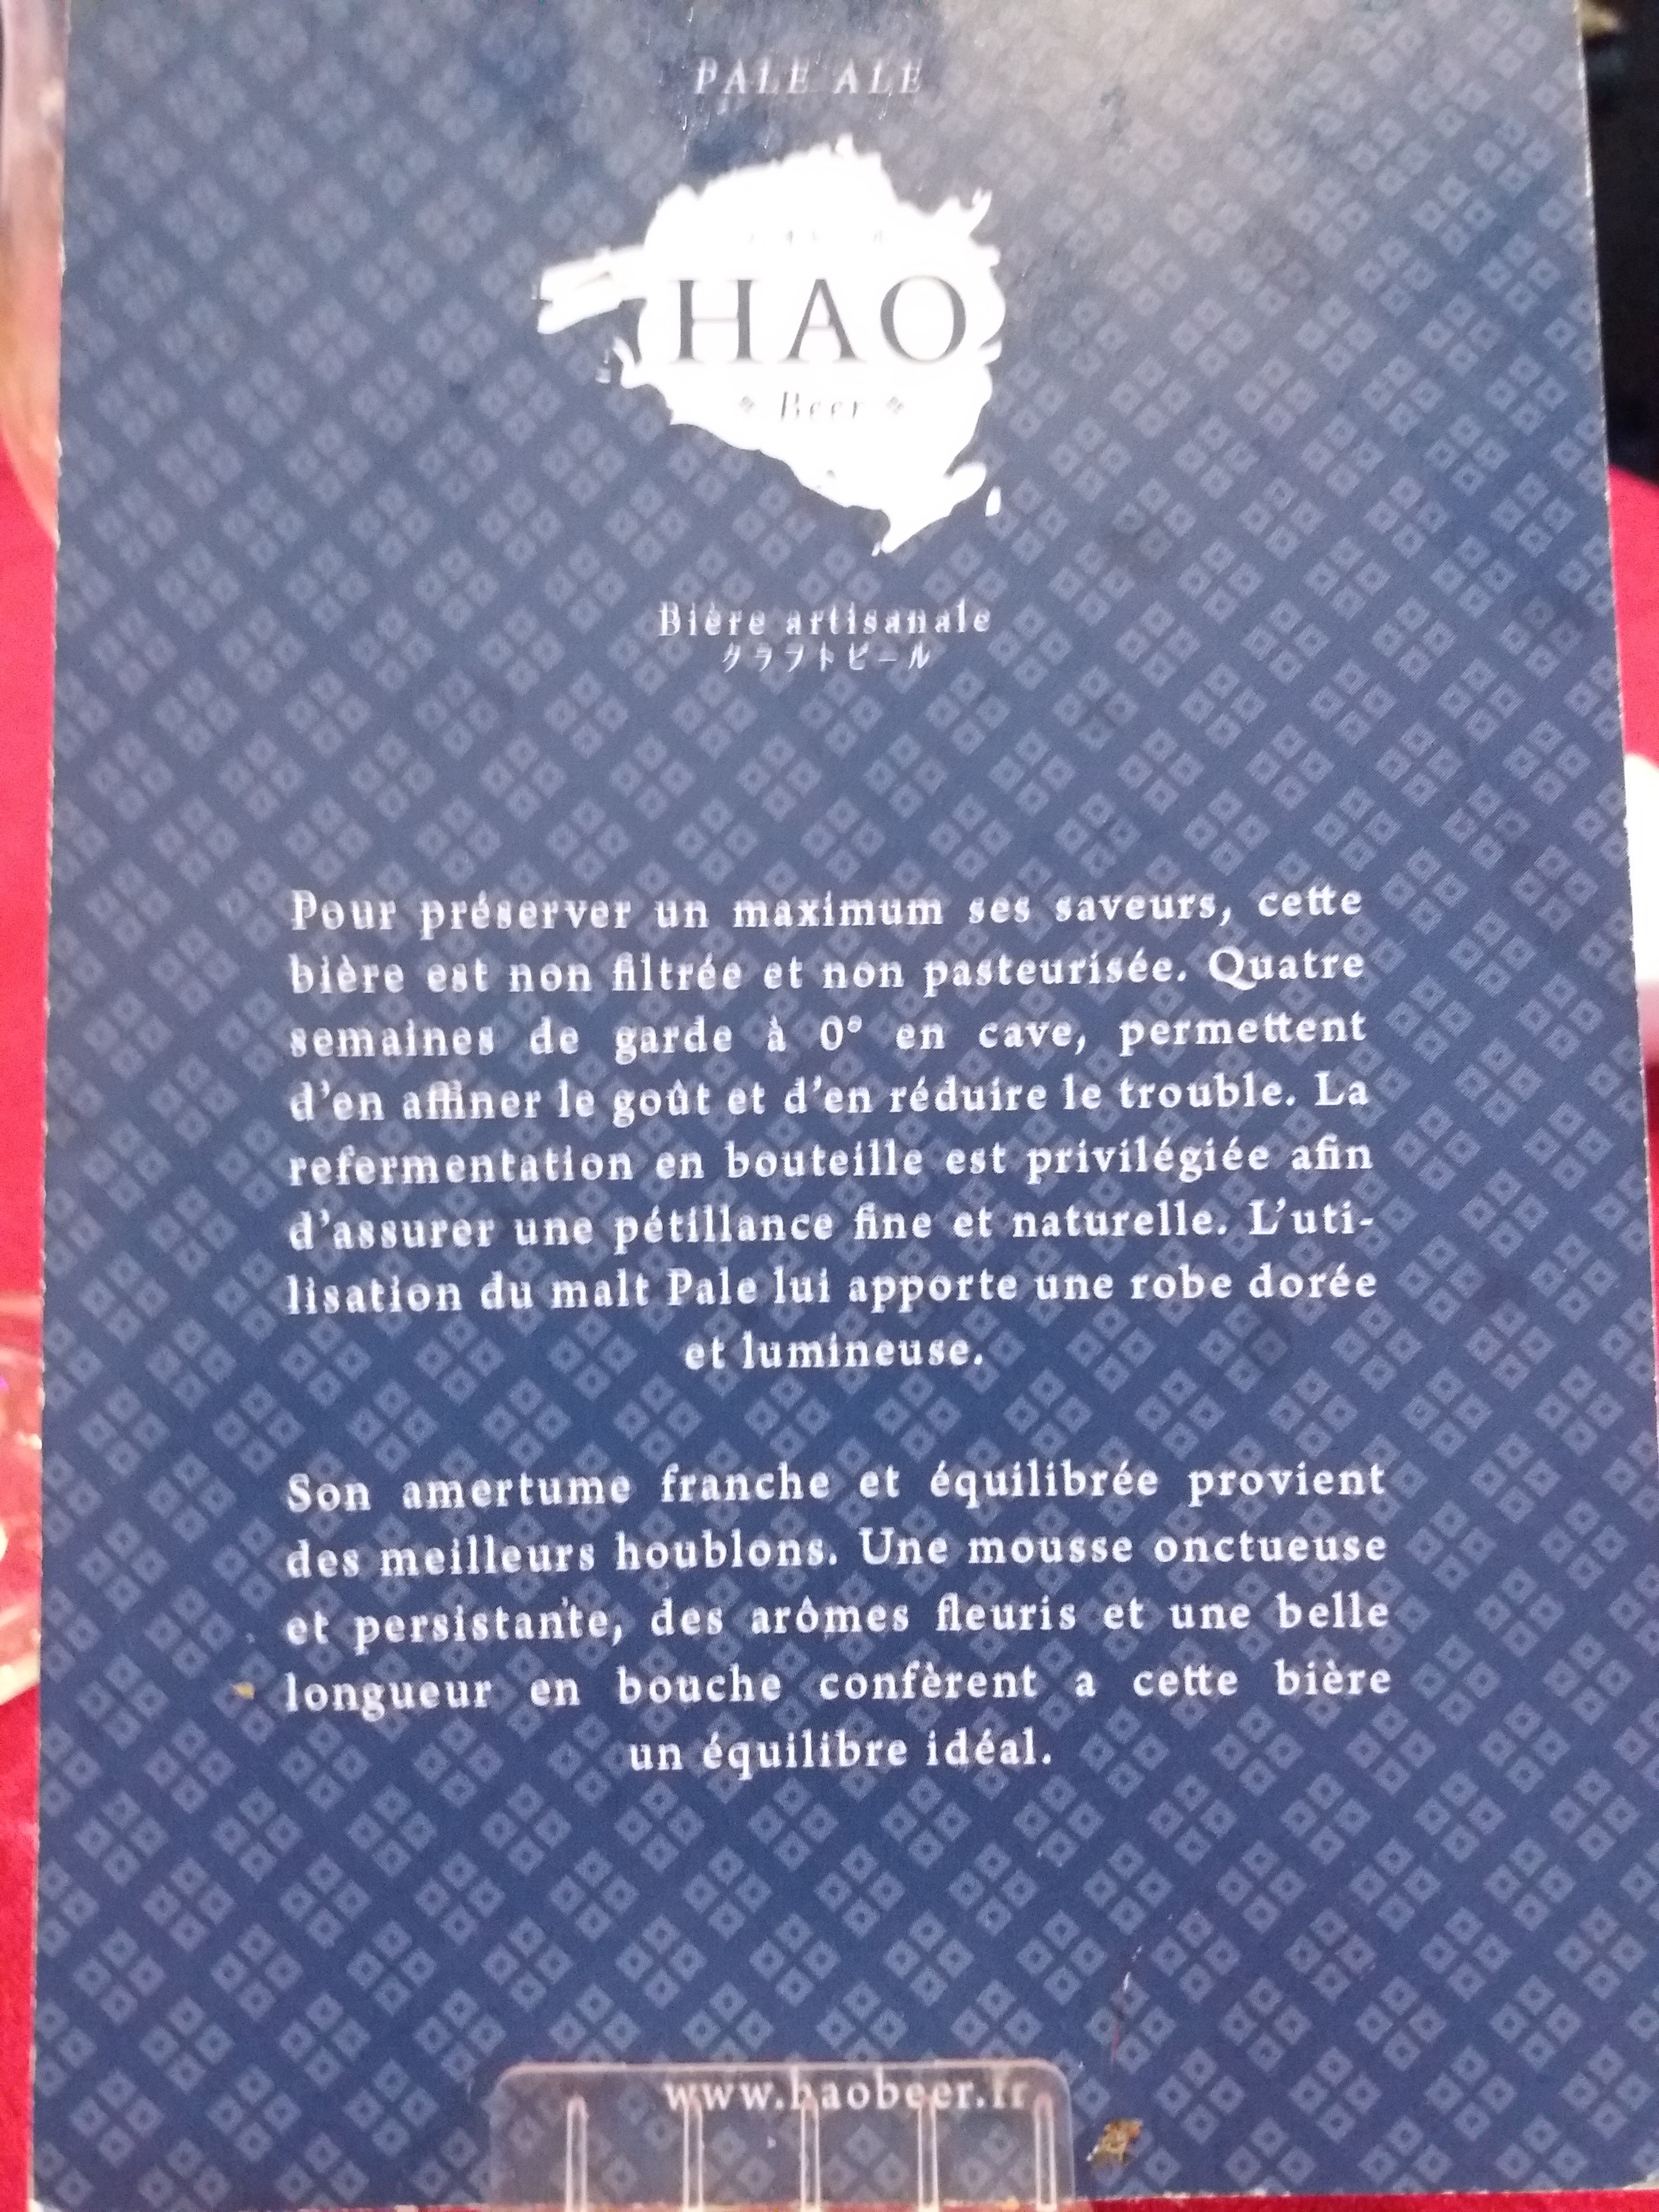 PALE ALE
HAO
Beer
Bière artisanale
クラフトビール
Pour préserver un maximum ses saveurs, cette
bière est non filtrée et non pasteurisée. Quatre
semaines de garde à 0° en cave, permettent
d'en affiner le goût et d'en réduire le trouble. La
refermentation en bouteille est privilégiée afin
d'assurer une pétillance fine et naturelle. L'uti-
lisation du malt Pale lui apporte une robe dorée
et lumineuse.
Son amertume franche et équilibrée provient
des meilleurs houblons. Une mousse onctueuse
et persistante, des arômes fleuris et une belle
longueur en bouche confèrent a cette bière
un équilibre idéal.
www.haobeer.fr